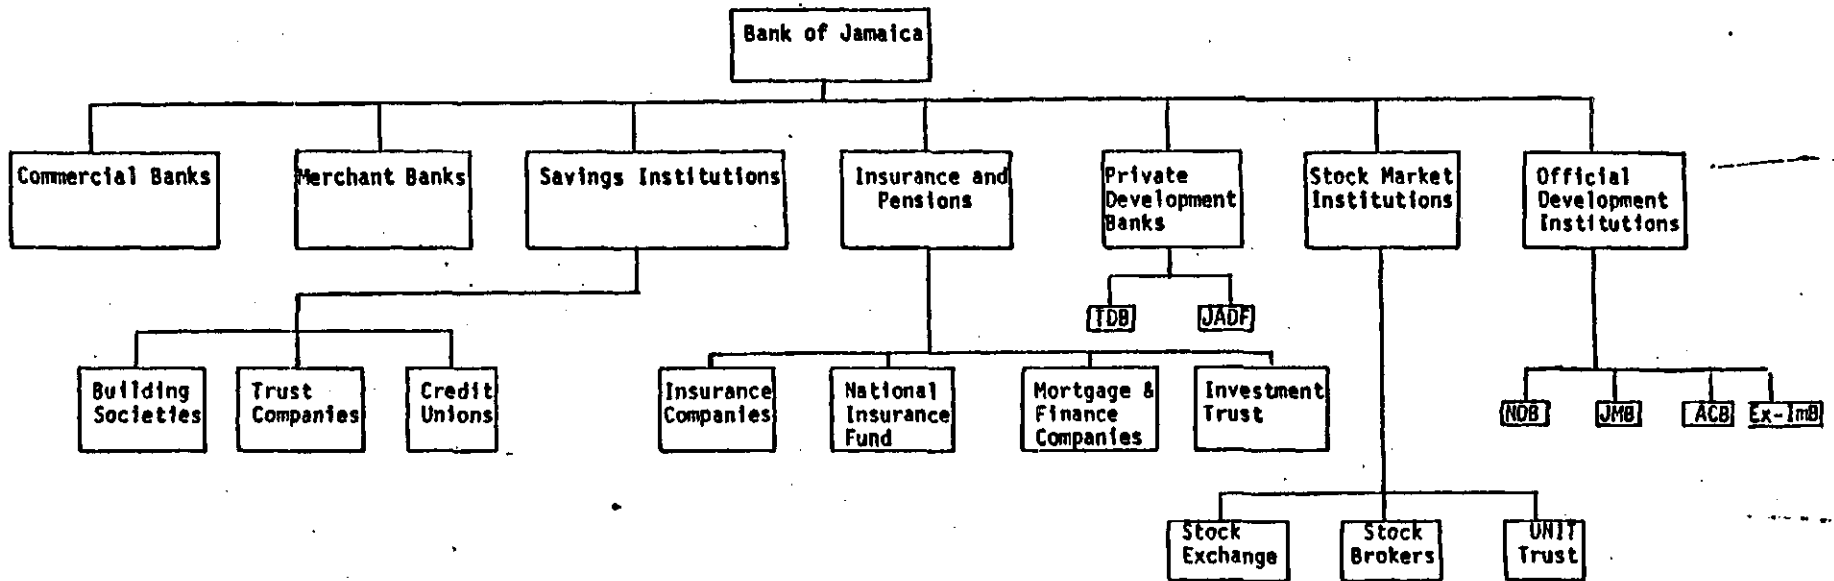 Bank of Jamaica
Commercial Banks
Merchant Banks
Savings Institutions
Insurance and
Pensions
Private
Development
Banks
Stock Market
Institutions
Official
Development
Institutions
TDB
JADF
Building
Societies
Trust
Companies
Credit
Unions
Insurance
Companies
National
Insurance
Fund
Mortgage &
Finance
Companies
Investment
Trust
NDB
JMB
ACB
Ex-ImB
Stock
Exchange
Stock
Brokers
UNIT
Trust